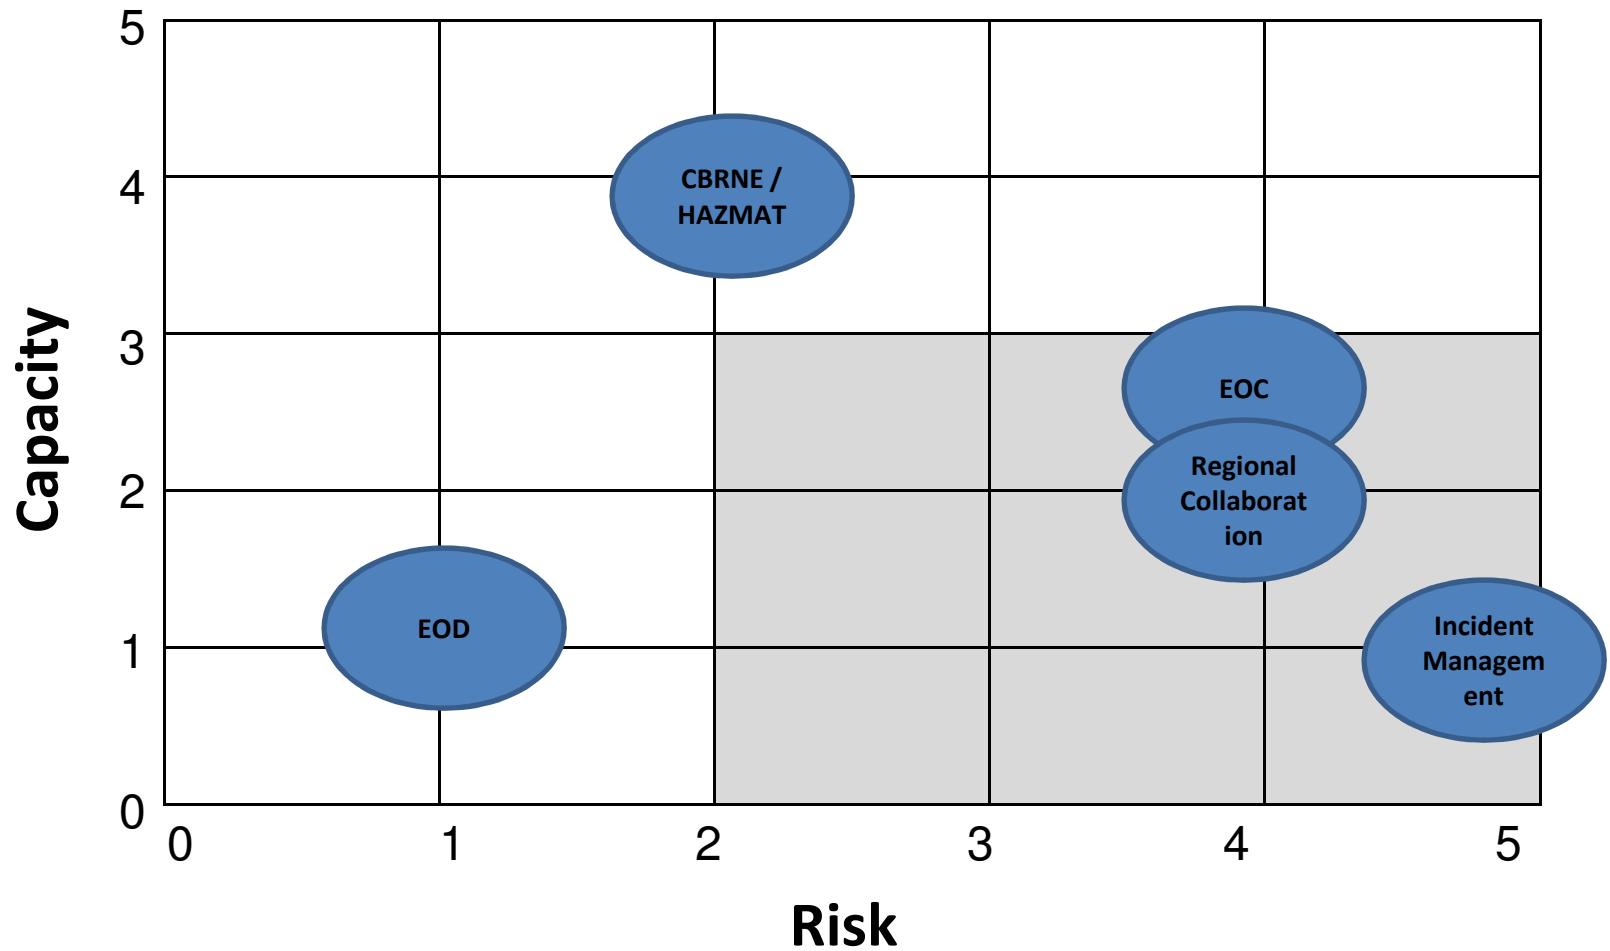 5
4
3
2
1
0
Capacity
CBRNE /
HAZMAT
EOC
Regional
Collaborat
ion
EOD
Incident
Managem
ent
0 1 2 3 4 5
Risk